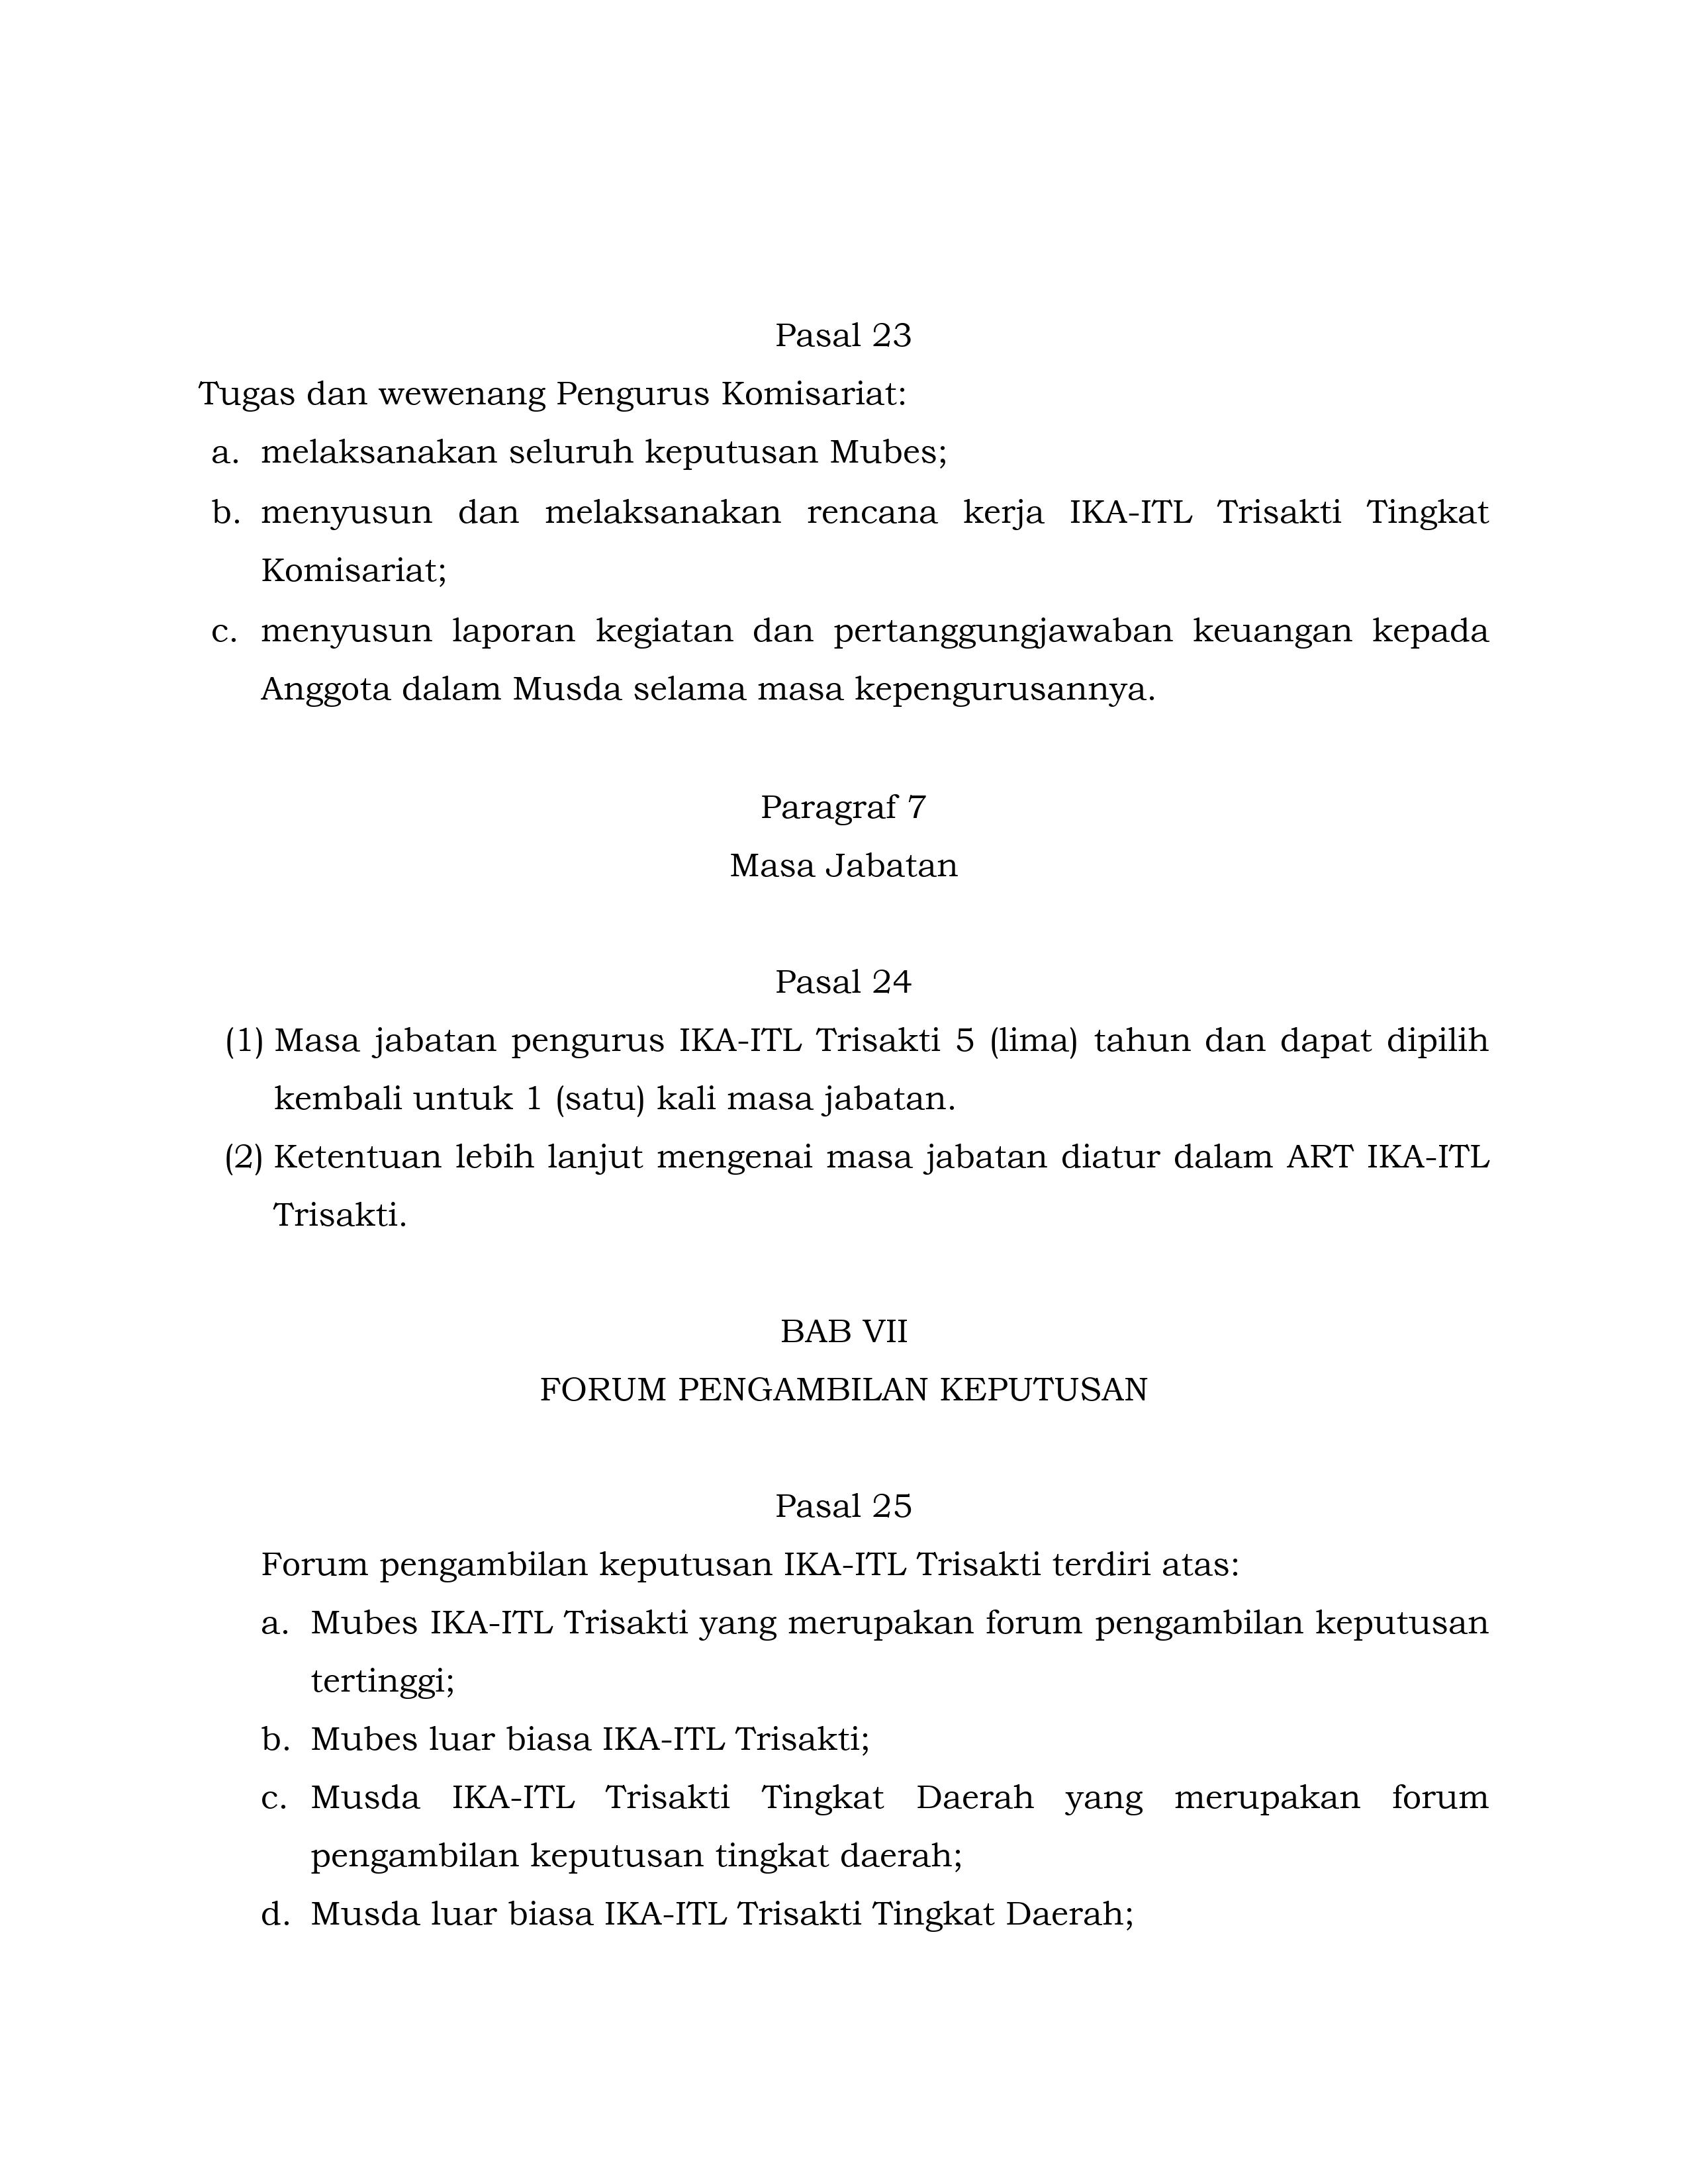 Pasal 23
Tugas dan wewenang Pengurus Komisariat:
a. melaksanakan seluruh keputusan Mubes;
b. menyusun dan melaksanakan rencana kerja IKA-ITL Trisakti Tingkat
Komisariat;
c. menyusun laporan kegiatan dan pertanggungjawaban keuangan kepada
Anggota dalam Musda selama masa kepengurusannya.
Paragraf 7
Masa Jabatan
Pasal 24
(1) Masa jabatan pengurus IKA-ITL Trisakti 5 (lima) tahun dan dapat dipilih
kembali untuk 1 (satu) kali masa jabatan.
(2) Ketentuan lebih lanjut mengenai masa jabatan diatur dalam ART IKA-ITL
Trisakti.
BAB VII
FORUM PENGAMBILAN KEPUTUSAN
Pasal 25
Forum pengambilan keputusan IKA-ITL Trisakti terdiri atas:
a. Mubes IKA-ITL Trisakti yang merupakan forum pengambilan keputusan
tertinggi;
b. Mubes luar biasa IKA-ITL Trisakti;
c. Musda IKA-ITL Trisakti Tingkat Daerah yang merupakan forum
pengambilan keputusan tingkat daerah;
d. Musda luar biasa IKA-ITL Trisakti Tingkat Daerah;